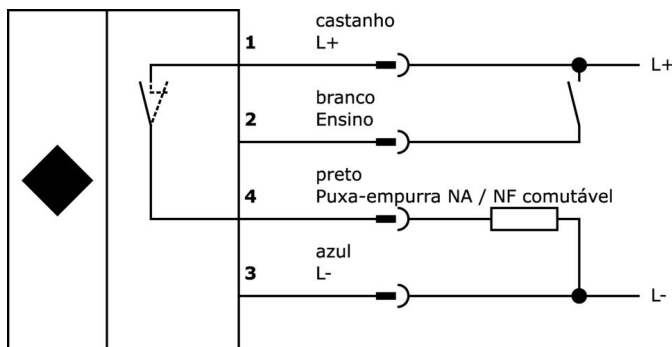 castanho
1 L+
L+
branco
2 Ensino
preto
4 Puxa-empurra NA / NF comutável
azul
3 L-
L-